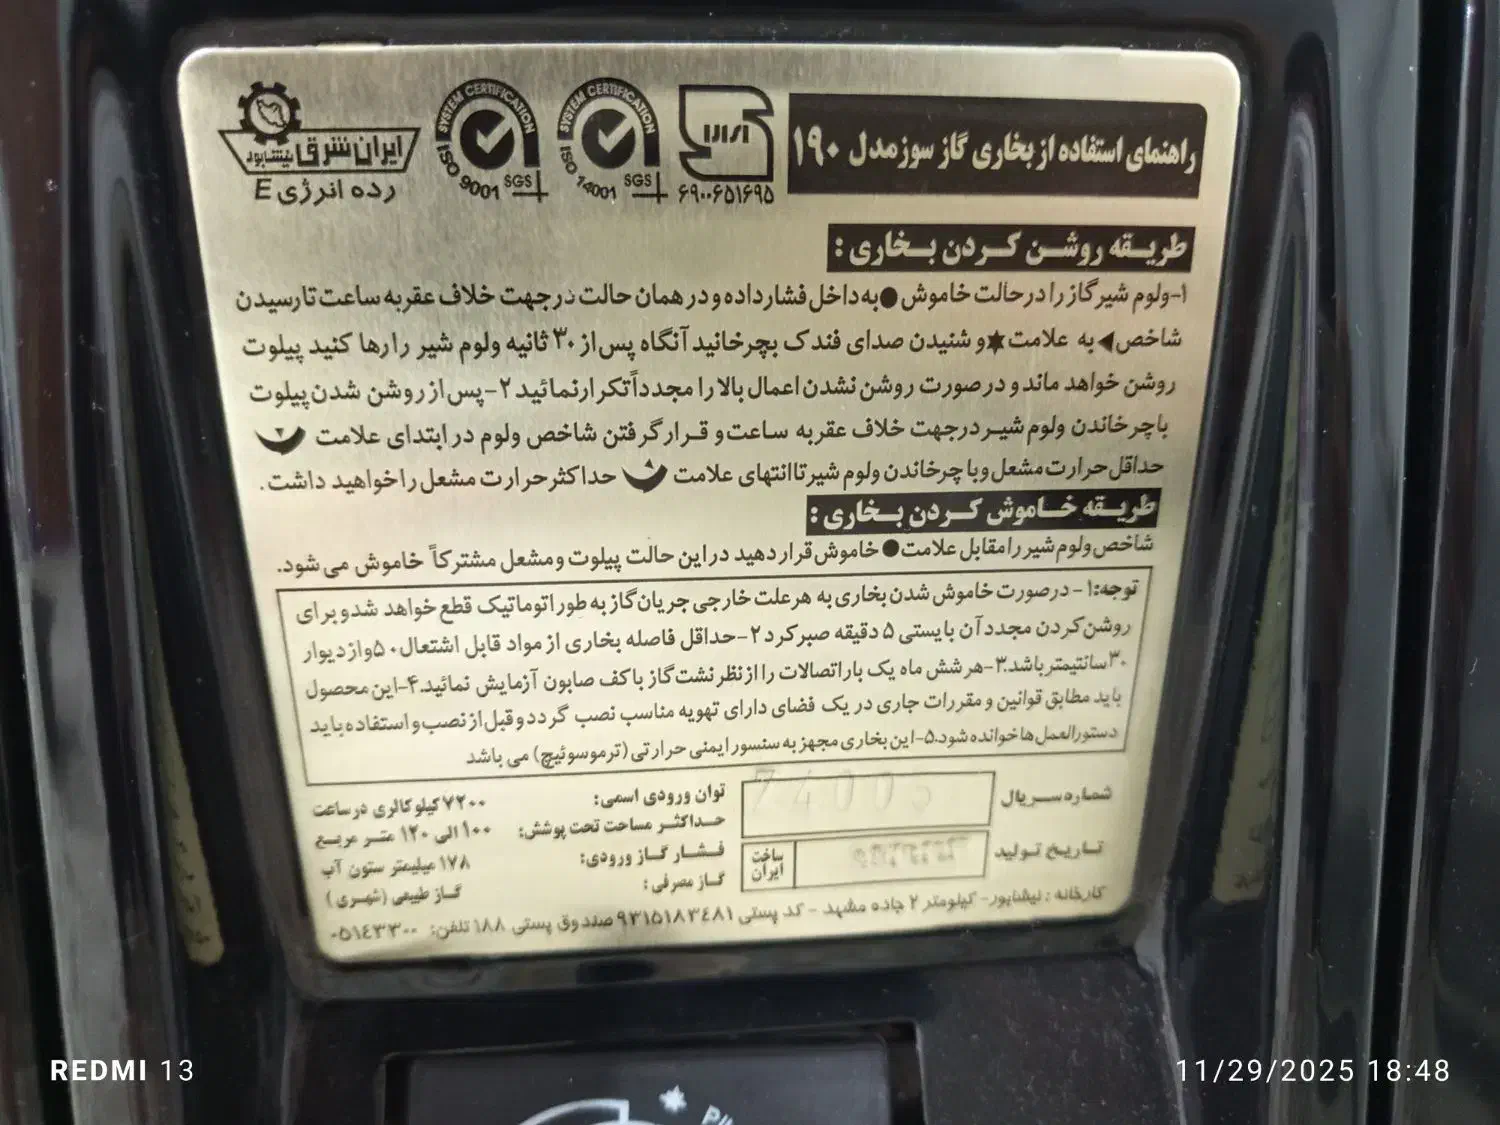 راهنمای استفاده از بخاری گاز سوز مدل ۱۹۰
ایران شرق نیشابور
رده انرژی E
SYSTEM CERTIFICATION
ISO 9001
SGS
SYSTEM CERTIFICATION
ISO 14001
SGS
۶۹۰۰۶۵۱۶۹۵
طریقه روشن کردن بخاری :
۱-ولوم شیر گاز را در حالت خاموش ● به داخل فشار داده و در همان حالت در جهت خلاف عقربه ساعت تا رسیدن
شاخص ◀ به علامت ★ و شنیدن صدای فندک بچرخانید آنگاه پس از ۳۰ ثانیه ولوم شیر را رها کنید پیلوت
روشن خواهد ماند و در صورت روشن نشدن اعمال بالا را مجدداً تکرار نمائید ۲-پس از روشن شدن پیلوت
با چرخاندن ولوم شیر در جهت خلاف عقربه ساعت و قرار گرفتن شاخص ولوم در ابتدای علامت
حداقل حرارت مشعل و با چرخاندن ولوم شیر تا انتهای علامت حداکثر حرارت مشعل را خواهید داشت.
طریقه خاموش کردن بخاری :
شاخص ولوم شیر را مقابل علامت ● خاموش قرار دهید در این حالت پیلوت و مشعل مشترکاً خاموش می شود.
توجه:۱- در صورت خاموش شدن بخاری به هر علت خارجی جریان گاز به طور اتوماتیک قطع خواهد شد و برای
روشن کردن مجدد آن بایستی ۵ دقیقه صبر کرد ۲-حداقل فاصله بخاری از مواد قابل اشتعال ۵۰ و از دیوار
۳۰ سانتیمتر باشد.۳-هر شش ماه یک بار اتصالات را از نظر نشت گاز با کف صابون آزمایش نمائید.۴-این محصول
باید مطابق قوانین و مقررات جاری در یک فضای دارای تهویه مناسب نصب گردد و قبل از نصب و استفاده باید
دستورالعمل ها خوانده شود.۵-این بخاری مجهز به سنسور ایمنی حرارتی (ترموسوئیچ) می باشد
شماره سریال
تاریخ تولید
ساخت ایران
توان ورودی اسمی: ۷۲۰۰ کیلو کالری در ساعت
حداکثر مساحت تحت پوشش: ۱۰۰ الی ۱۲۰ متر مربع
فشار گاز ورودی: ۱۷۸ میلیمتر ستون آب
گاز مصرفی: گاز طبیعی (شهری)
کارخانه : نیشابور- کیلومتر ۲ جاده مشهد - کد پستی ۹۳۱۵۱۸۳۴۸۱ صندوق پستی ۱۸۸ تلفن: ۰۵۱۴۳۳۰۰
REDMI 13
11/29/2025 18:48